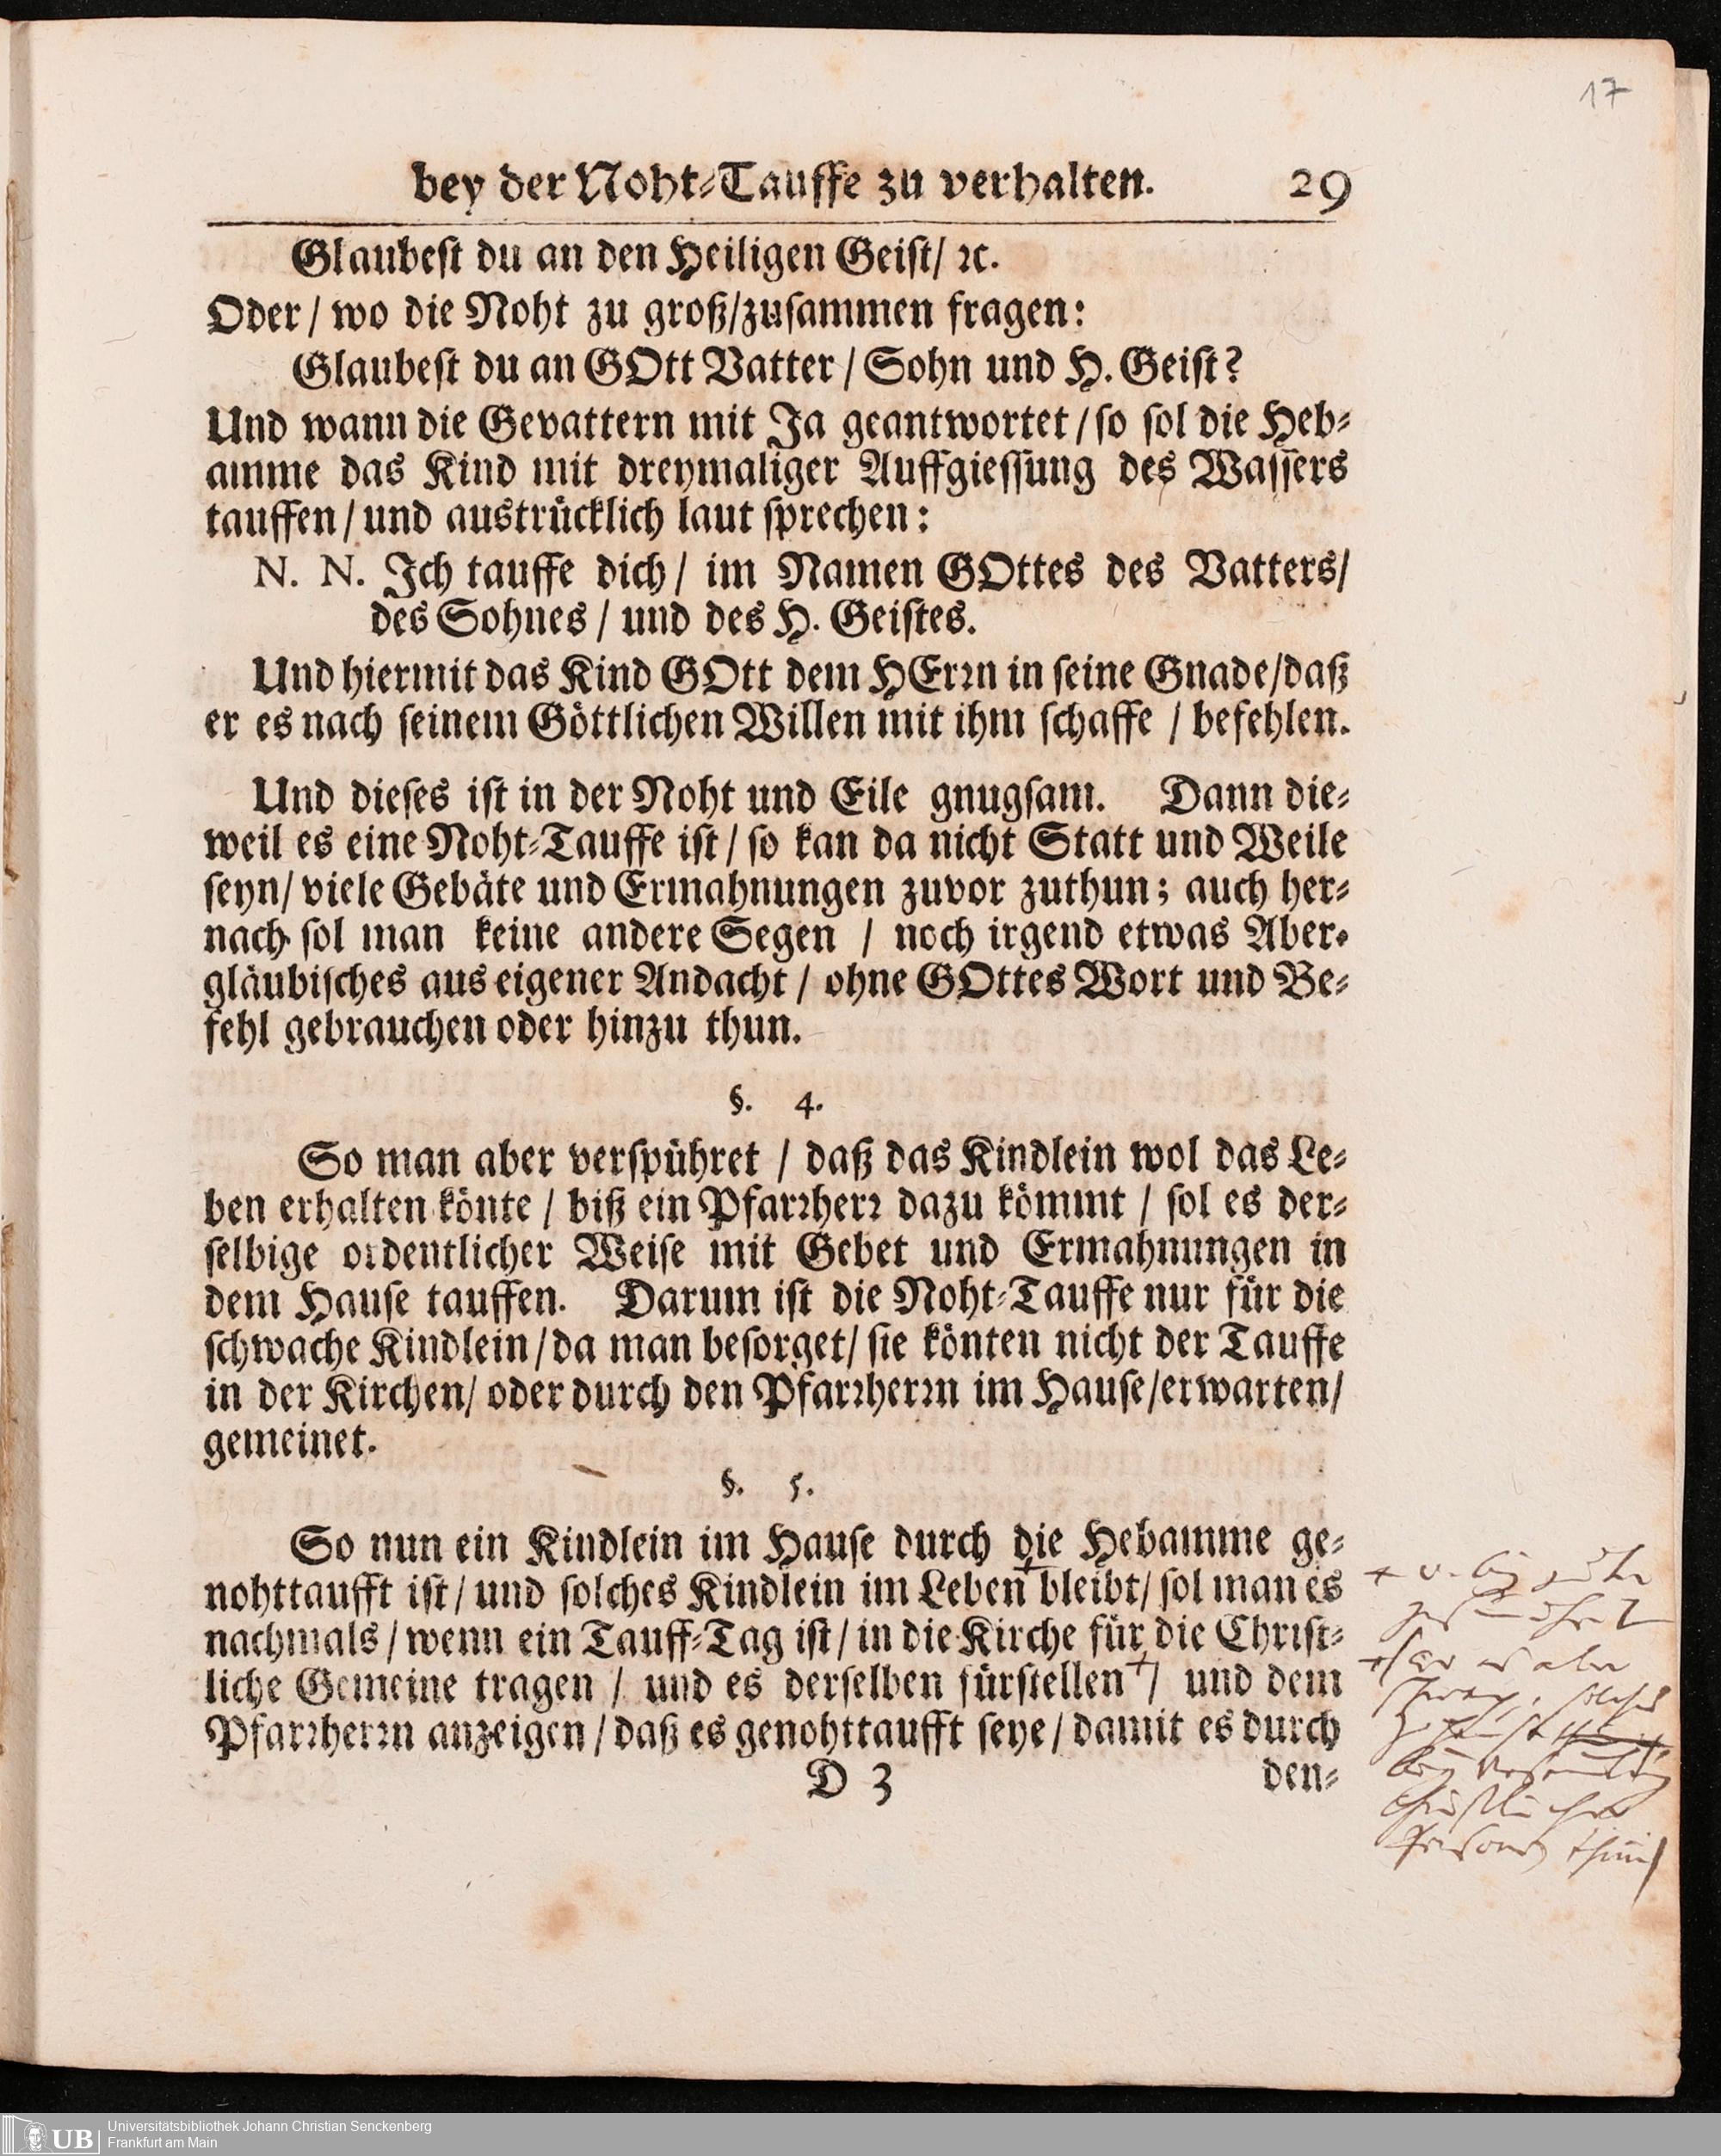 17
bey der Noht-Tauffe zu verhalten. 29
Glaubest du an den Heiligen Geist/ ꝛc.
Oder / wo die Noht zu groß/zusammen fragen:
Glaubest du an GOtt Vatter / Sohn und H. Geist?
Und wann die Gevattern mit Ja geantwortet / so sol die Heb-
amme das Kind mit dreymaliger Auffgiessung des Wassers
tauffen / und austrücklich laut sprechen:
N. N. Ich tauffe dich / im Namen GOttes des Vatters/
des Sohnes / und des H. Geistes.
Und hiermit das Kind GOtt dem HErꝛn in seine Gnade/daß
er es nach seinem Göttlichen Willen mit ihm schaffe / befehlen.
Und dieses ist in der Noht und Eile gnugsam. Dann die-
weil es eine Noht-Tauffe ist / so kan da nicht Statt und Weile
seyn/ viele Gebäte und Ermahnungen zuvor zuthun; auch her-
nach sol man keine andere Segen / noch irgend etwas Aber-
gläubisches aus eigener Andacht / ohne GOttes Wort und Be-
fehl gebrauchen oder hinzu thun.
§. 4.
So man aber verspühret / daß das Kindlein wol das Le-
ben erhalten könte / biß ein Pfarꝛherꝛ dazu kömmt / sol es der-
selbige ordentlicher Weise mit Gebet und Ermahnungen in
dem Hause tauffen. Darum ist die Noht-Tauffe nur für die
schwache Kindlein / da man besorget/ sie könten nicht der Tauffe
in der Kirchen/ oder durch den Pfarꝛherꝛn im Hause/erwarten/
gemeinet.
§. 5.
So nun ein Kindlein im Hause durch die Hebamme ge-
nohttaufft ist / und solches Kindlein im Leben bleibt/ sol man es
nachmals / wenn ein Tauff-Tag ist / in die Kirche für die Christ-
liche Gemeine tragen / und es derselben fürstellen / und dem
Pfarꝛherꝛn anzeigen / daß es genohttaufft seye / damit es durch
D 3 den-
UB Universitätsbibliothek Johann Christian Senckenberg
Frankfurt am Main